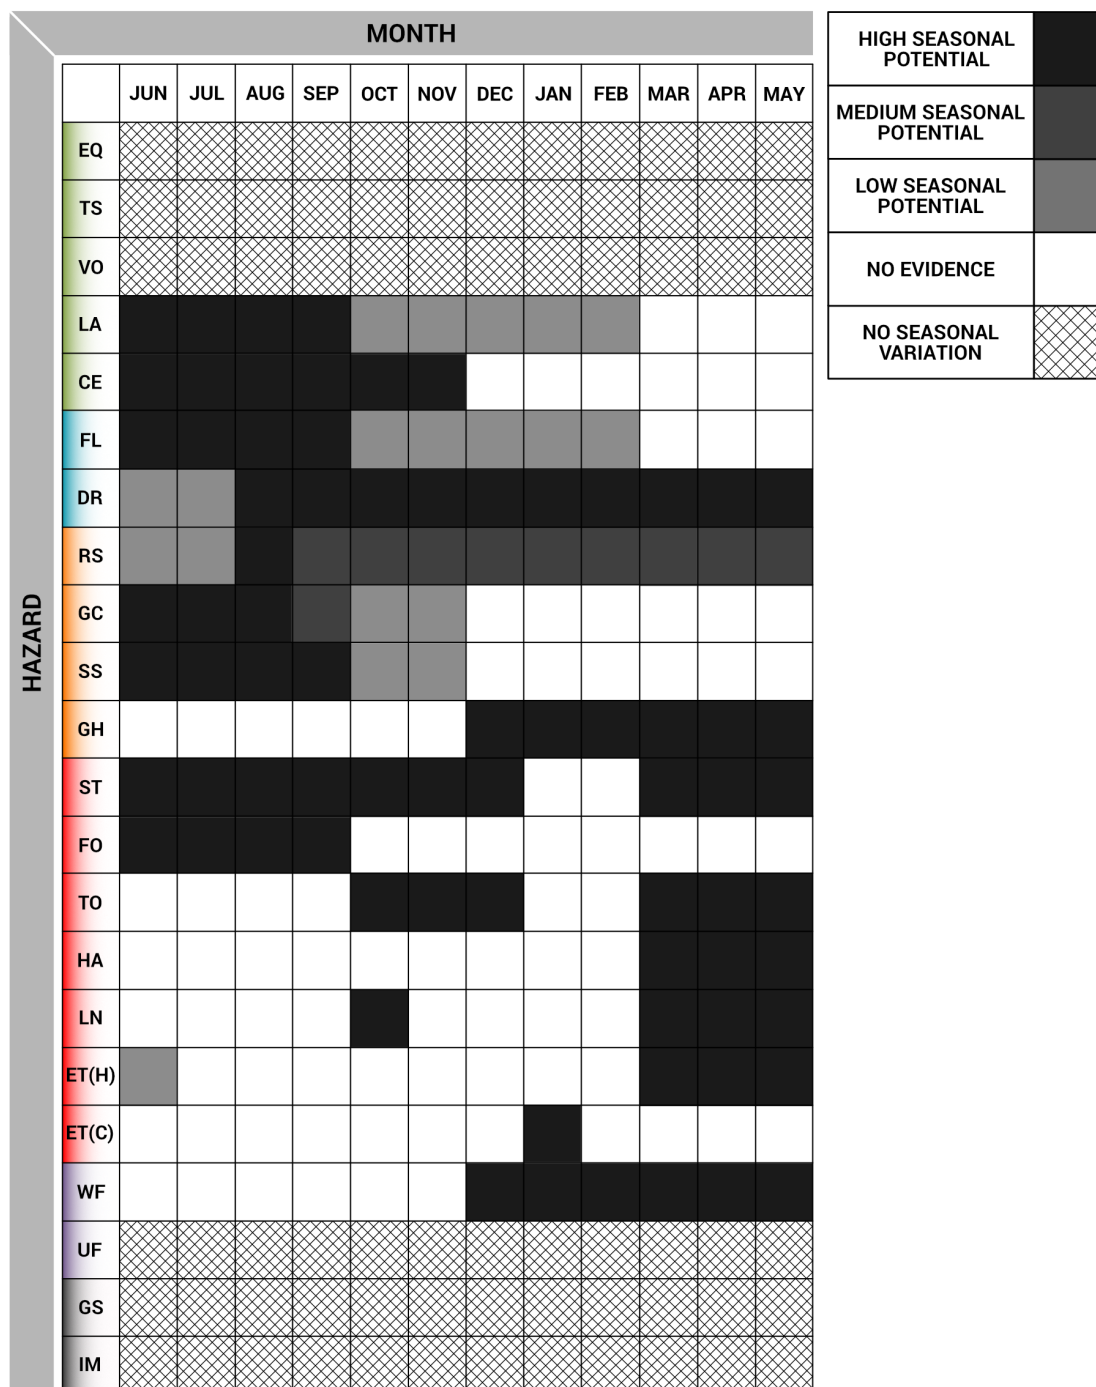 MONTH
HIGH SEASONAL
POTENTIAL
JUN JUL AUG SEP OCT NOV DEC JAN FEB MAR APR MAY
MEDIUM SEASONAL
POTENTIAL
EQ
LOW SEASONAL
POTENTIAL
TS
VO
NO EVIDENCE
LA
NO SEASONAL
VARIATION
CE
FL
DR
RS
GC
HAZARD
SS
GH
ST
FO
TO
HA
LN
ET(H)
ET(C)
WF
UF
GS
IM